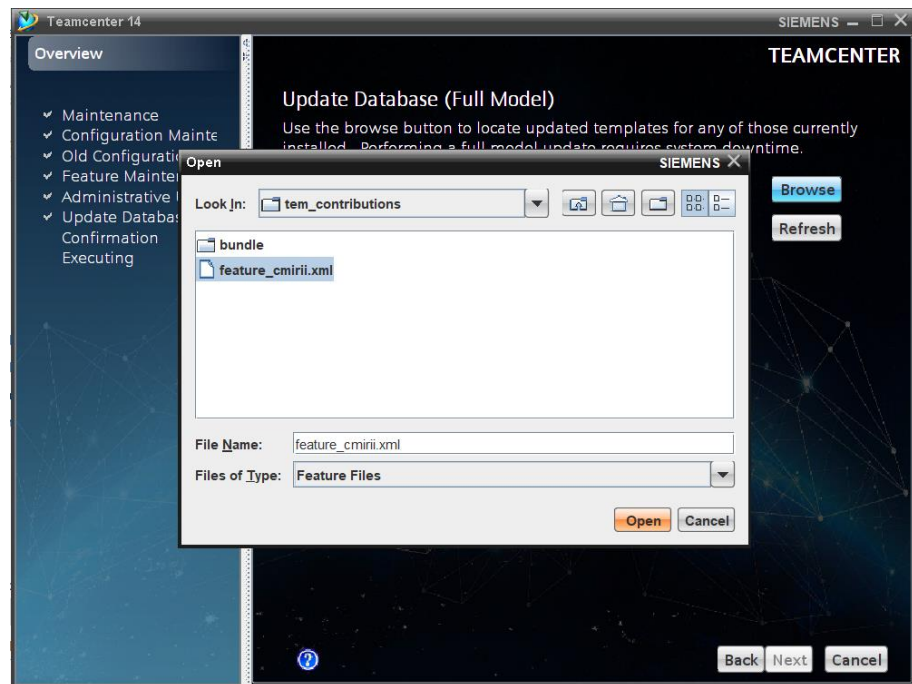 Teamcenter 14
SIEMENS
Overview
TEAMCENTER
Maintenance
Configuration Mainte
Old Configurati
Feature Mainte
Administrative
Update Databas
Confirmation
Executing
Update Database (Full Model)
Use the browse button to locate updated templates for any of those currently
installed. Performing a full model update requires system downtime.
Browse
Refresh
Open
SIEMENS
Look In:
tem_contributions
bundle
feature_cmirii.xml
File Name:
feature_cmirii.xml
Files of Type:
Feature Files
Open
Cancel
?
Back
Next
Cancel